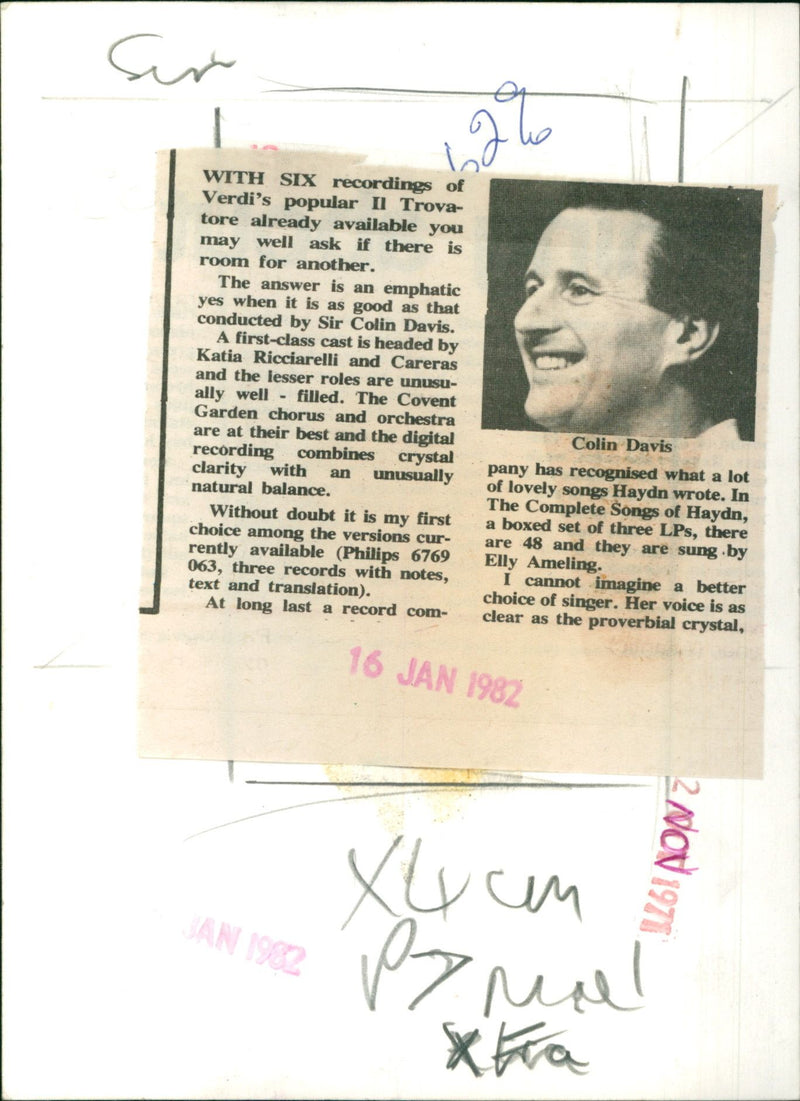 Sir
WITH SIX recordings of
Verdi's popular Il Trova-
tore already available you
may well ask if there is
room for another.
The answer is an emphatic
yes when it is as good as that
conducted by Sir Colin Davis.
A first-class cast is headed by
Katia Ricciarelli and Careras
and the lesser roles are unusu-
ally well - filled. The Covent
Garden chorus and orchestra
are at their best and the digital
recording combines crystal
clarity with an unusually
natural balance.
Without doubt it is my first
choice among the versions cur-
rently available (Philips 6769
063, three records with notes,
text and translation).
At long last a record com-
Colin Davis
pany has recognised what a lot
of lovely songs Haydn wrote. In
The Complete Songs of Haydn,
a boxed set of three LPs, there
are 48 and they are sung by
Elly Ameling.
I cannot imagine a better
choice of singer. Her voice is as
clear as the proverbial crystal,
16 JAN 1982
2 NOV 1971
X4cm
JAN 1982
Xtra